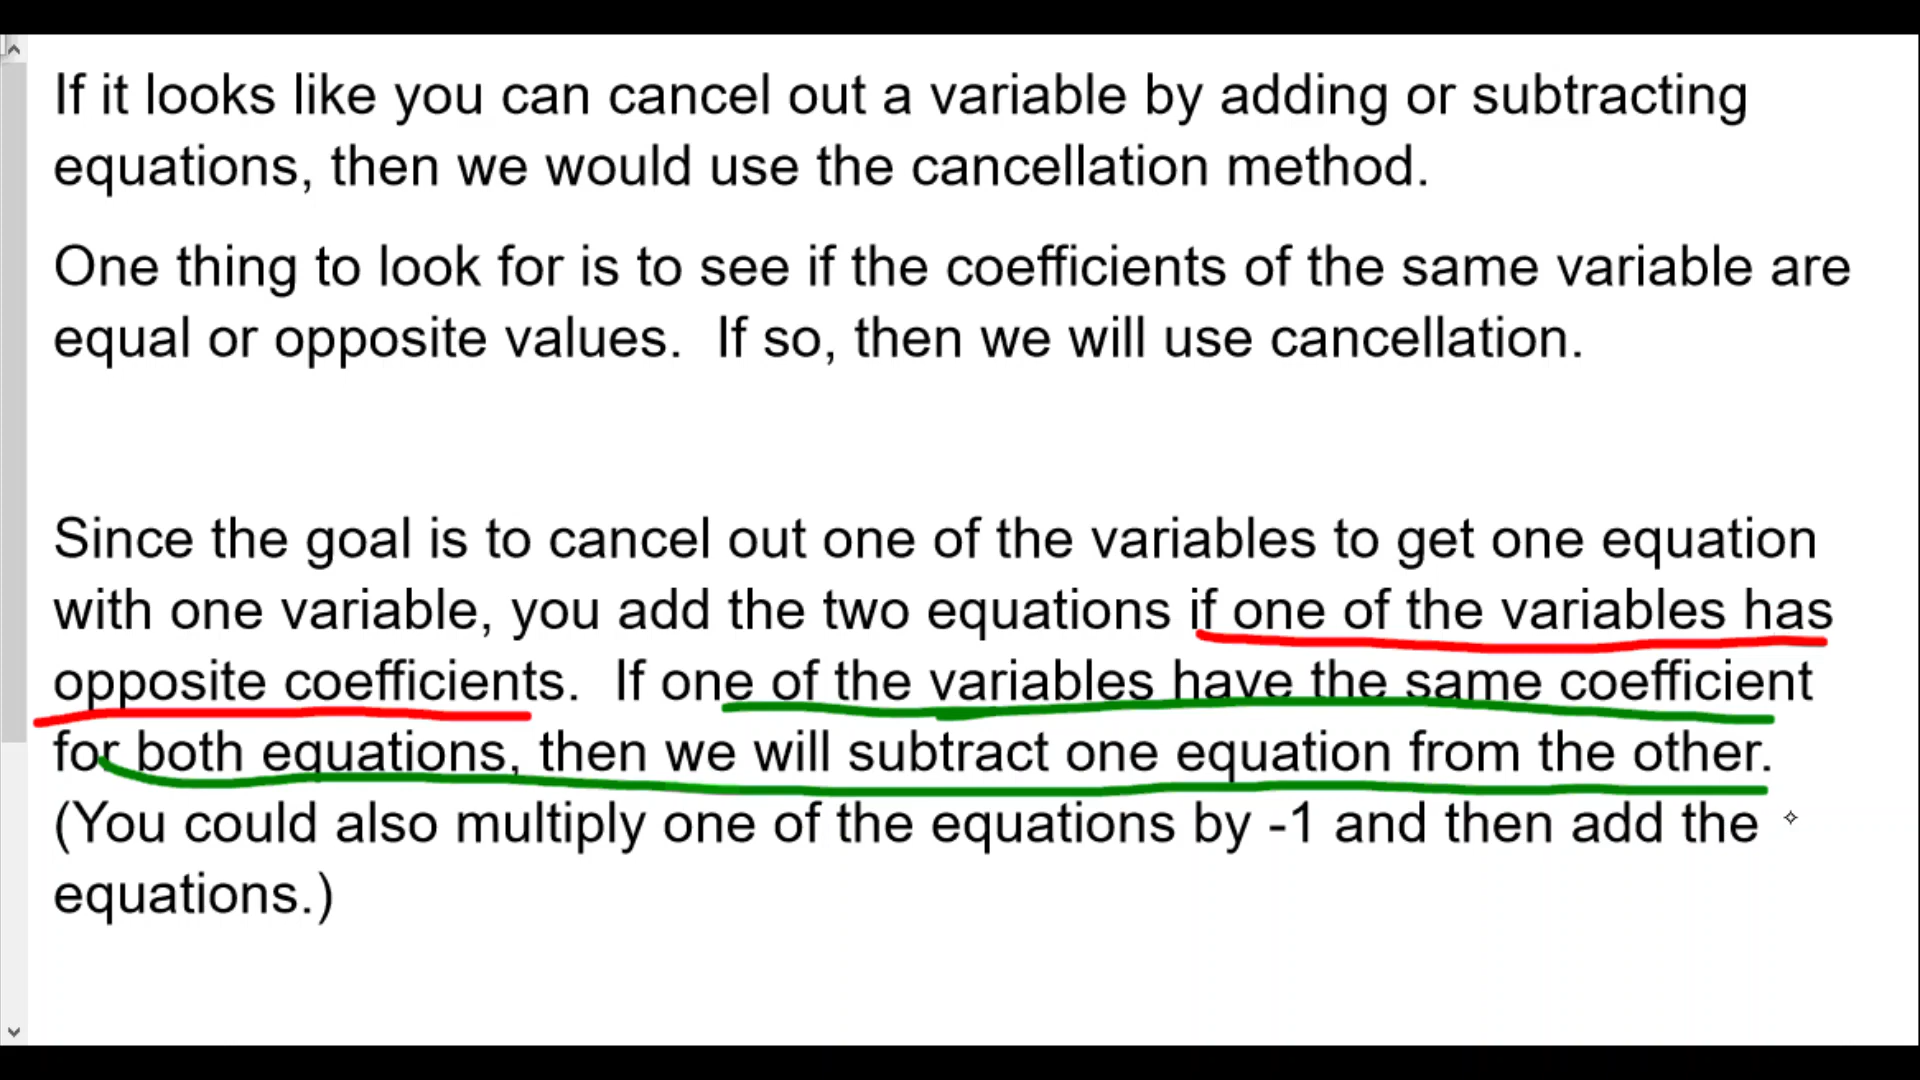 If it looks like you can cancel out a variable by adding or subtracting
equations, then we would use the cancellation method.
One thing to look for is to see if the coefficients of the same variable are
equal or opposite values.  If so, then we will use cancellation.
Since the goal is to cancel out one of the variables to get one equation
with one variable, you add the two equations if one of the variables has
opposite coefficients.  If one of the variables have the same coefficient
for both equations, then we will subtract one equation from the other.
(You could also multiply one of the equations by -1 and then add the
equations.)